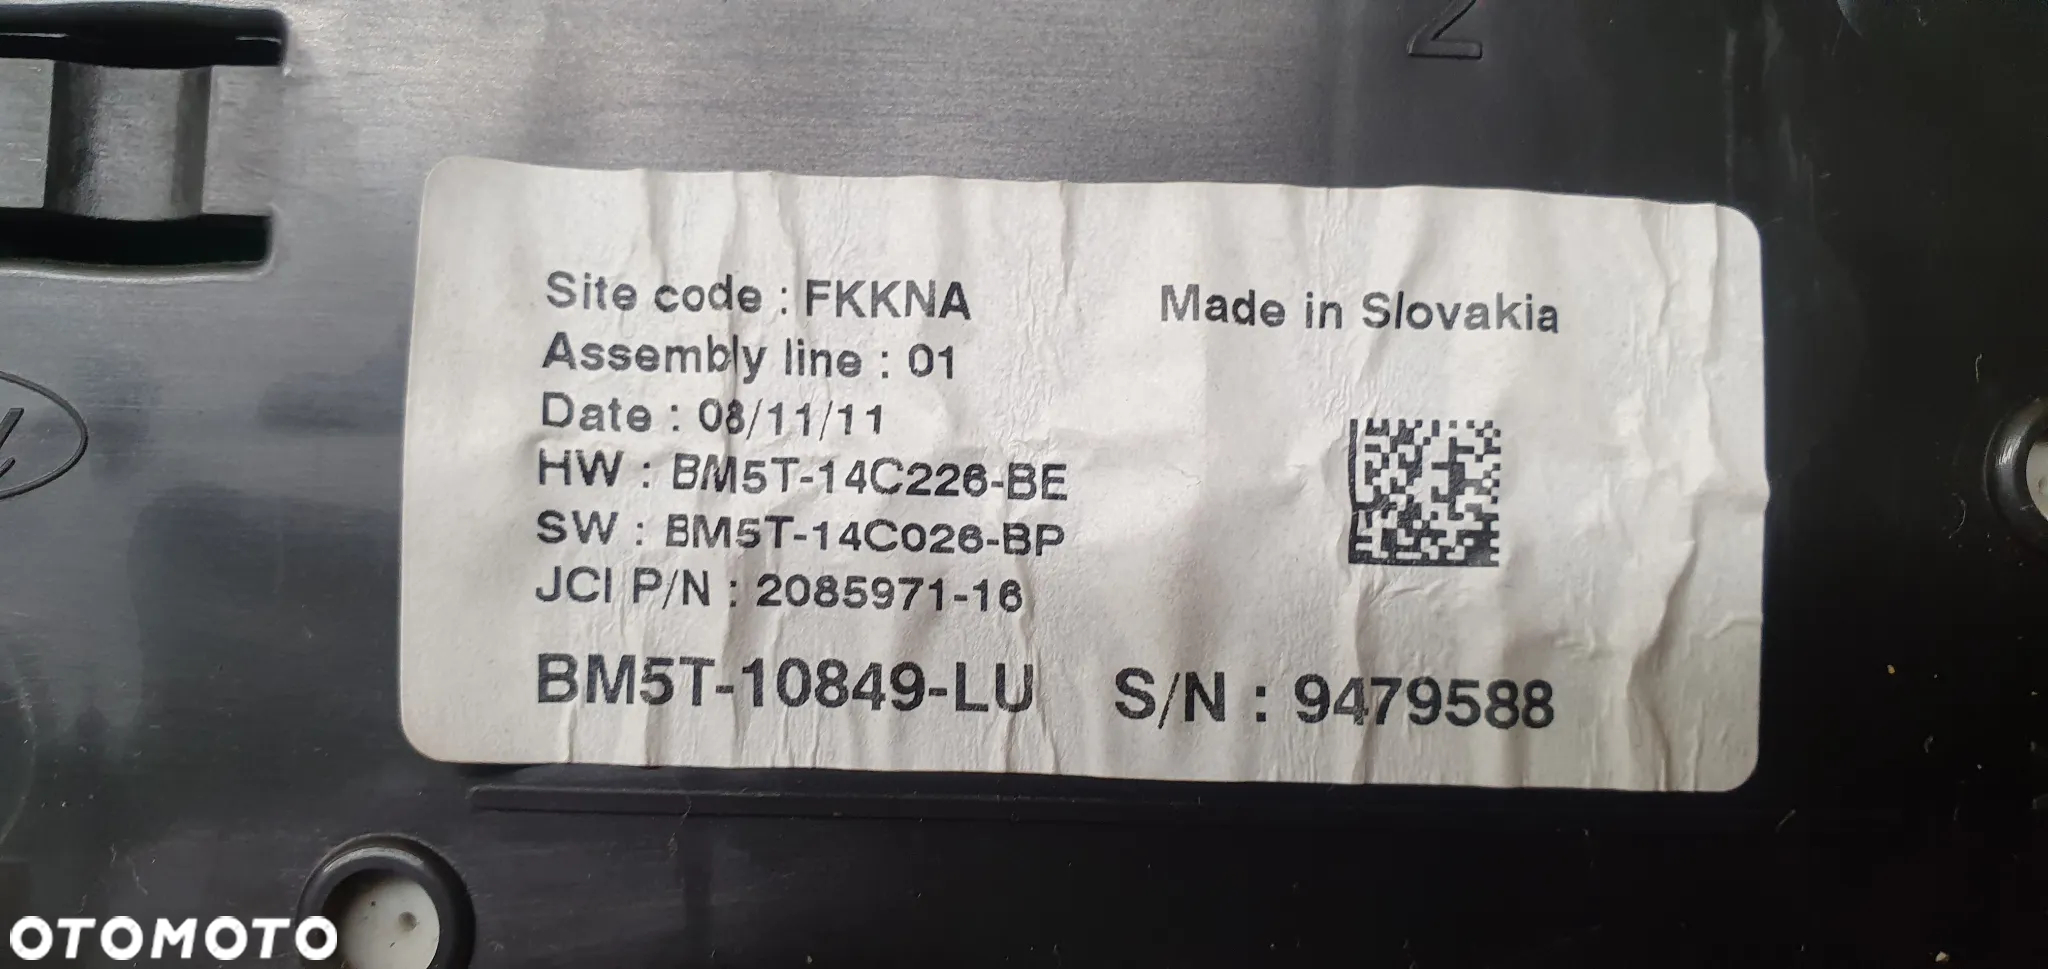 2
Site code : FKKNA
Made in Slovakia
Assembly line : 01
Date : 08/11/11
HW : BM5T-14C226-BE
SW : BM5T-14C026-BP
JCI P/N : 2085971-16
BM5T-10849-LU
S/N : 9479588
OTOMOTO